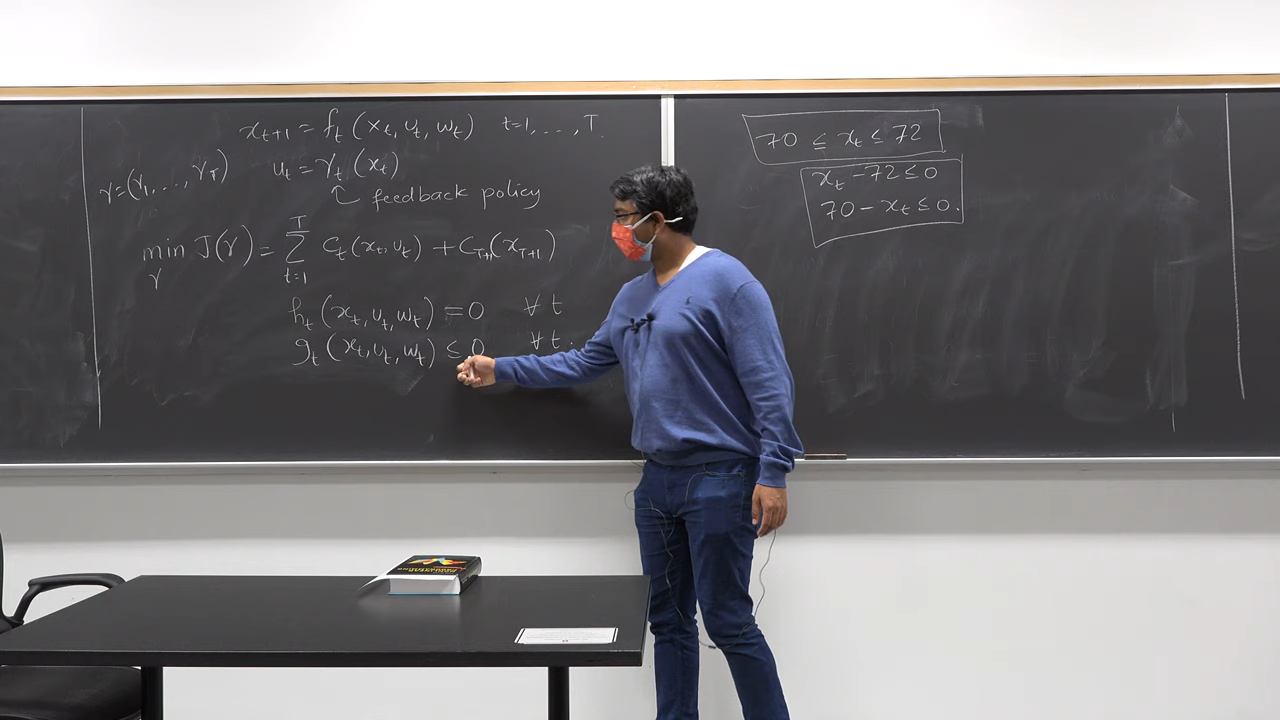 x_{t+1} = f_t (x_t, u_t, w_t) t=1, ..., T.
γ=(γ_1, ..., γ_T) u_t = γ_t (x_t)
feedback policy
min_γ J(γ) = Σ_{t=1}^{T} c_t (x_t, u_t) + c_{T+1} (x_{T+1})
h_t (x_t, u_t, w_t) = 0 ∀ t
g_t (x_t, u_t, w_t) ≤ 0 ∀ t.
70 ≤ x_t ≤ 72
x_t - 72 ≤ 0
70 - x_t ≤ 0.